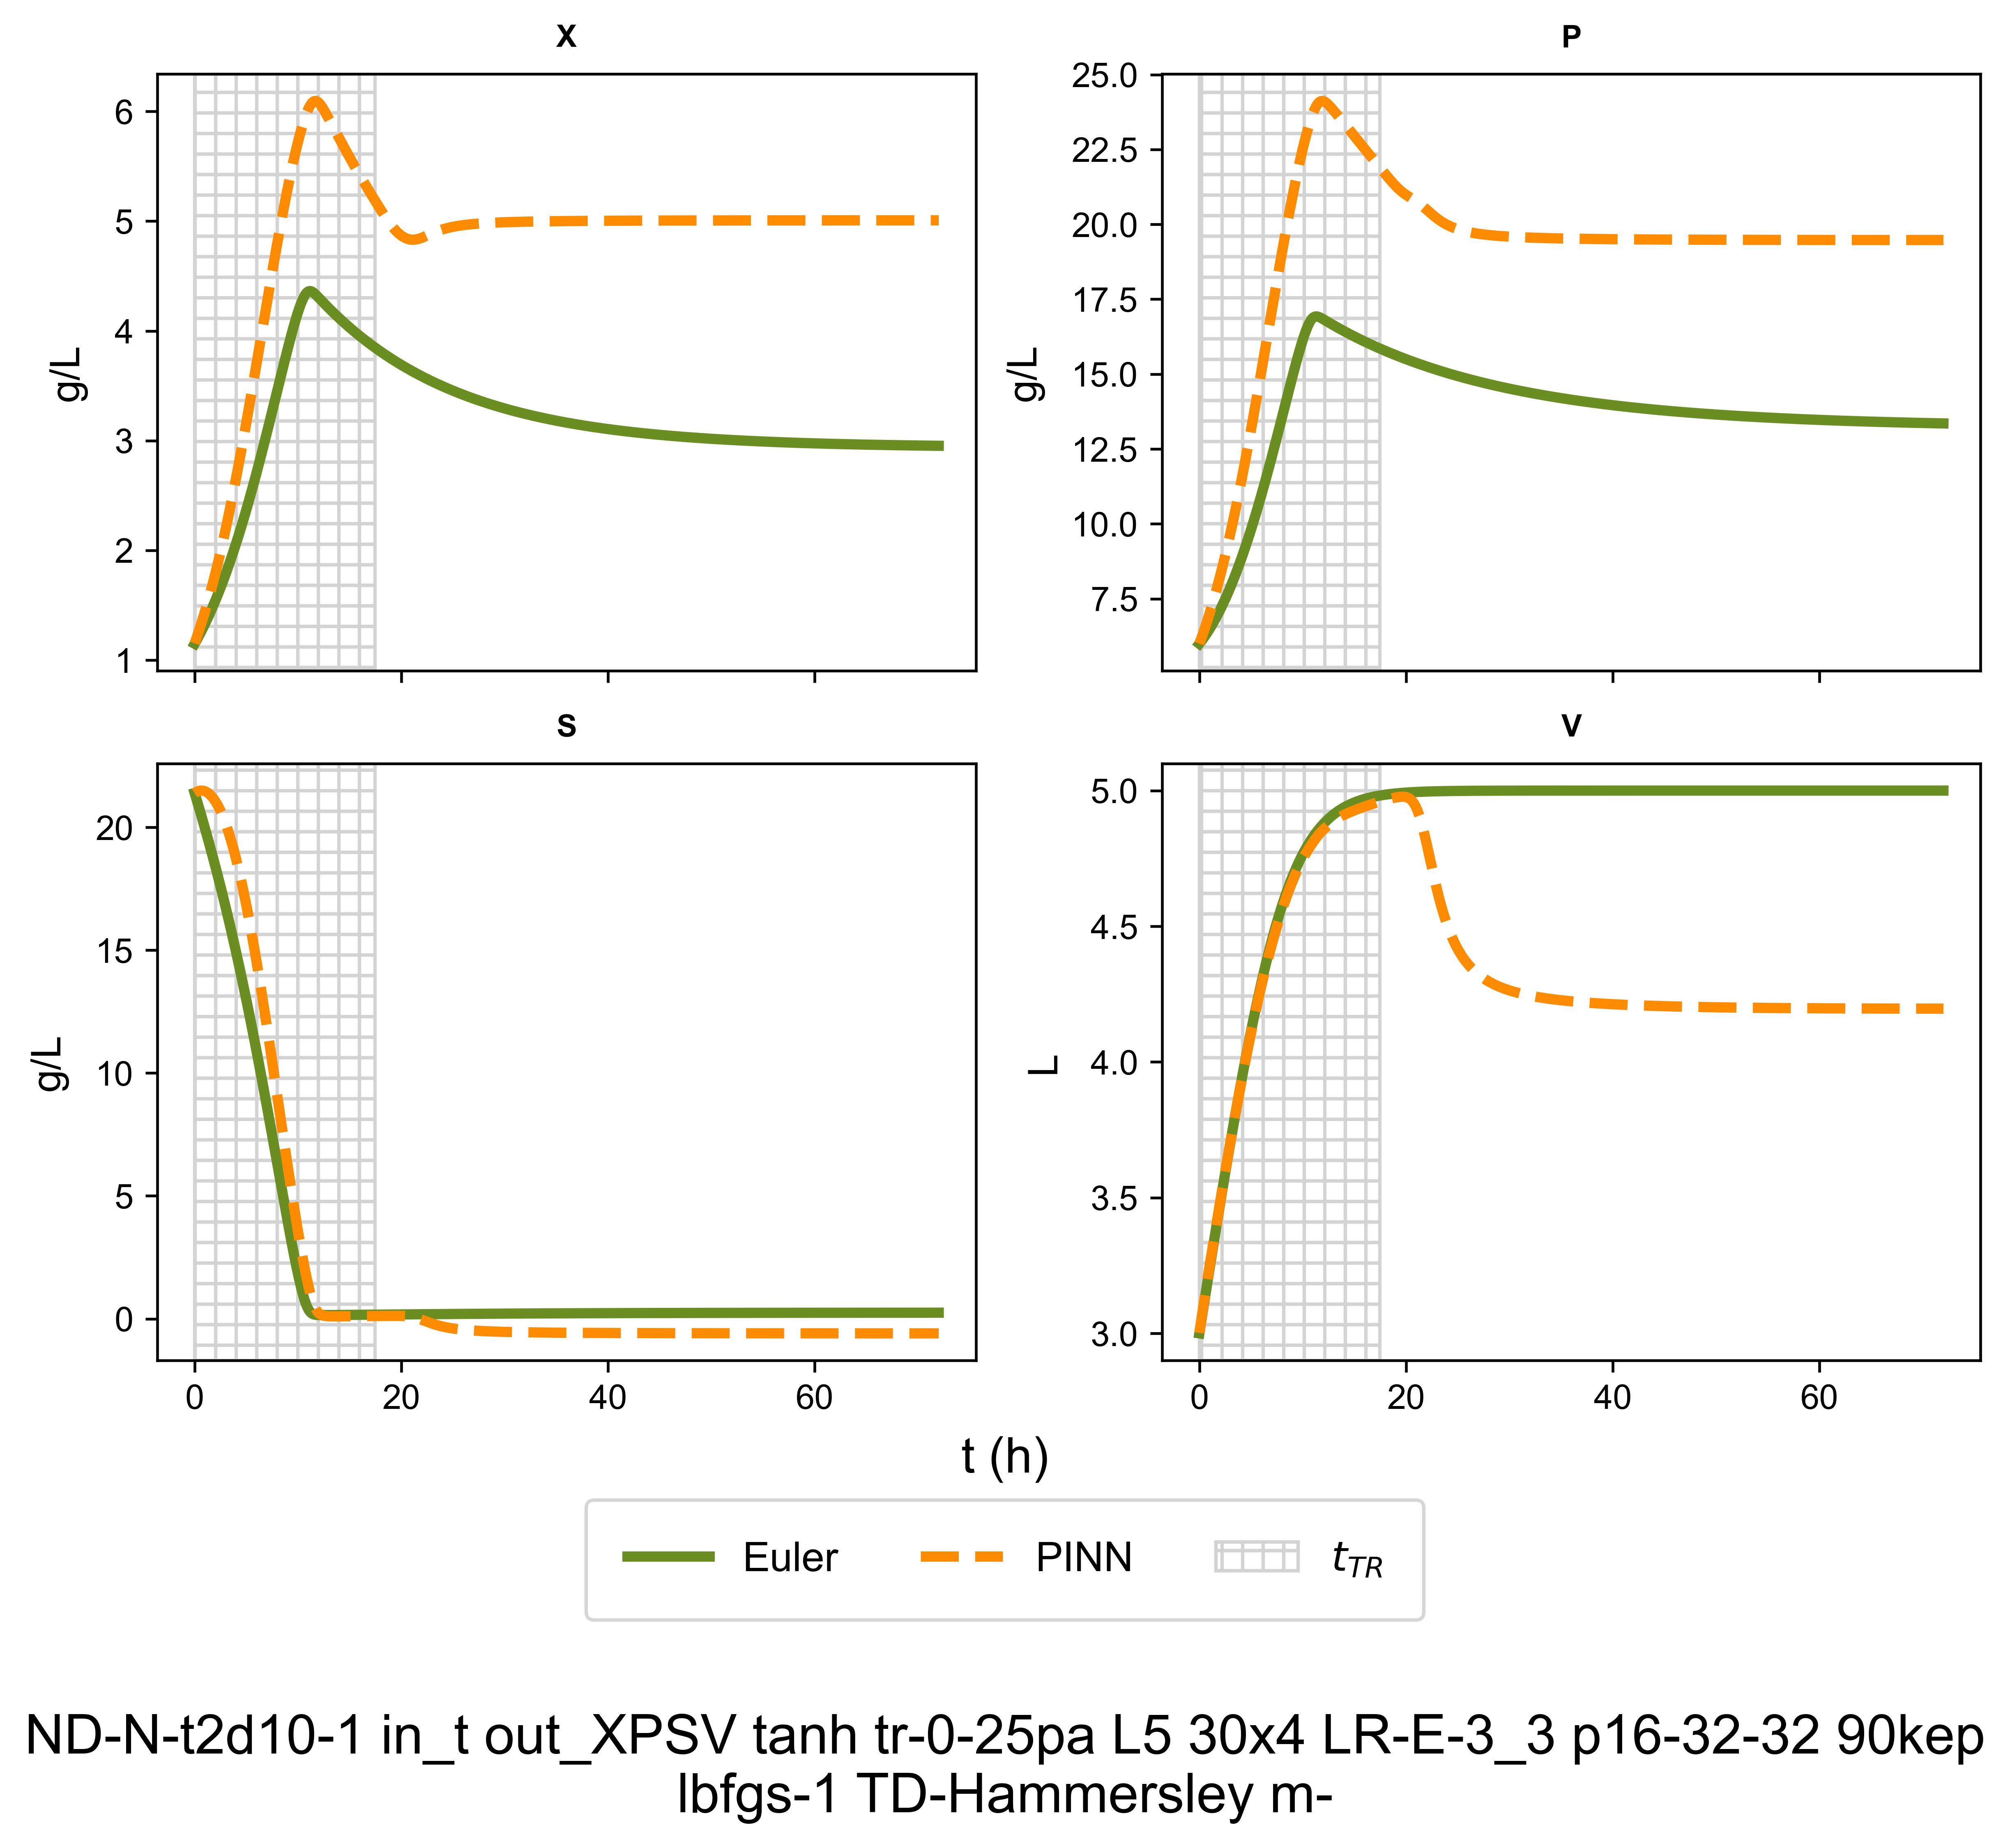 X
6
5
4
3
2
1
g/L
P
25.0
22.5
20.0
17.5
15.0
12.5
10.0
7.5
g/L
S
20
15
10
5
0
g/L
0 20 40 60
V
5.0
4.5
4.0
3.5
3.0
L
0 20 40 60
t (h)
Euler PINN t_TR
ND-N-t2d10-1 in_t out_XPSV tanh tr-0-25pa L5 30x4 LR-E-3_3 p16-32-32 90kep
lbfgs-1 TD-Hammersley m-